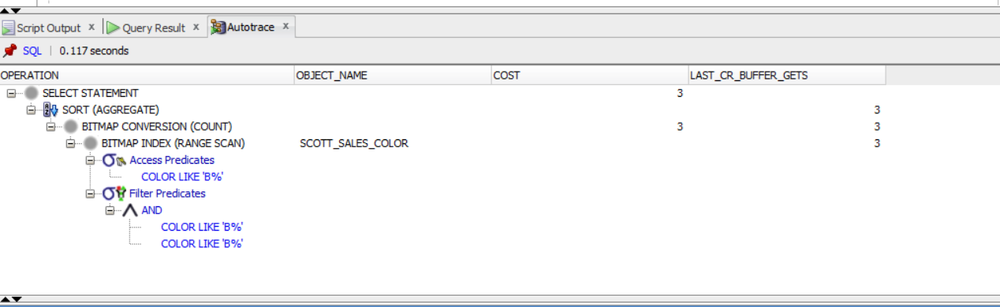 Script Output x Query Result x Autotrace x
SQL | 0.117 seconds
OPERATION OBJECT_NAME COST LAST_CR_BUFFER_GETS
SELECT STATEMENT 3
SORT (AGGREGATE) 3
BITMAP CONVERSION (COUNT) 3 3
BITMAP INDEX (RANGE SCAN) SCOTT_SALES_COLOR 3
Access Predicates
COLOR LIKE 'B%'
Filter Predicates
AND
COLOR LIKE 'B%'
COLOR LIKE 'B%'